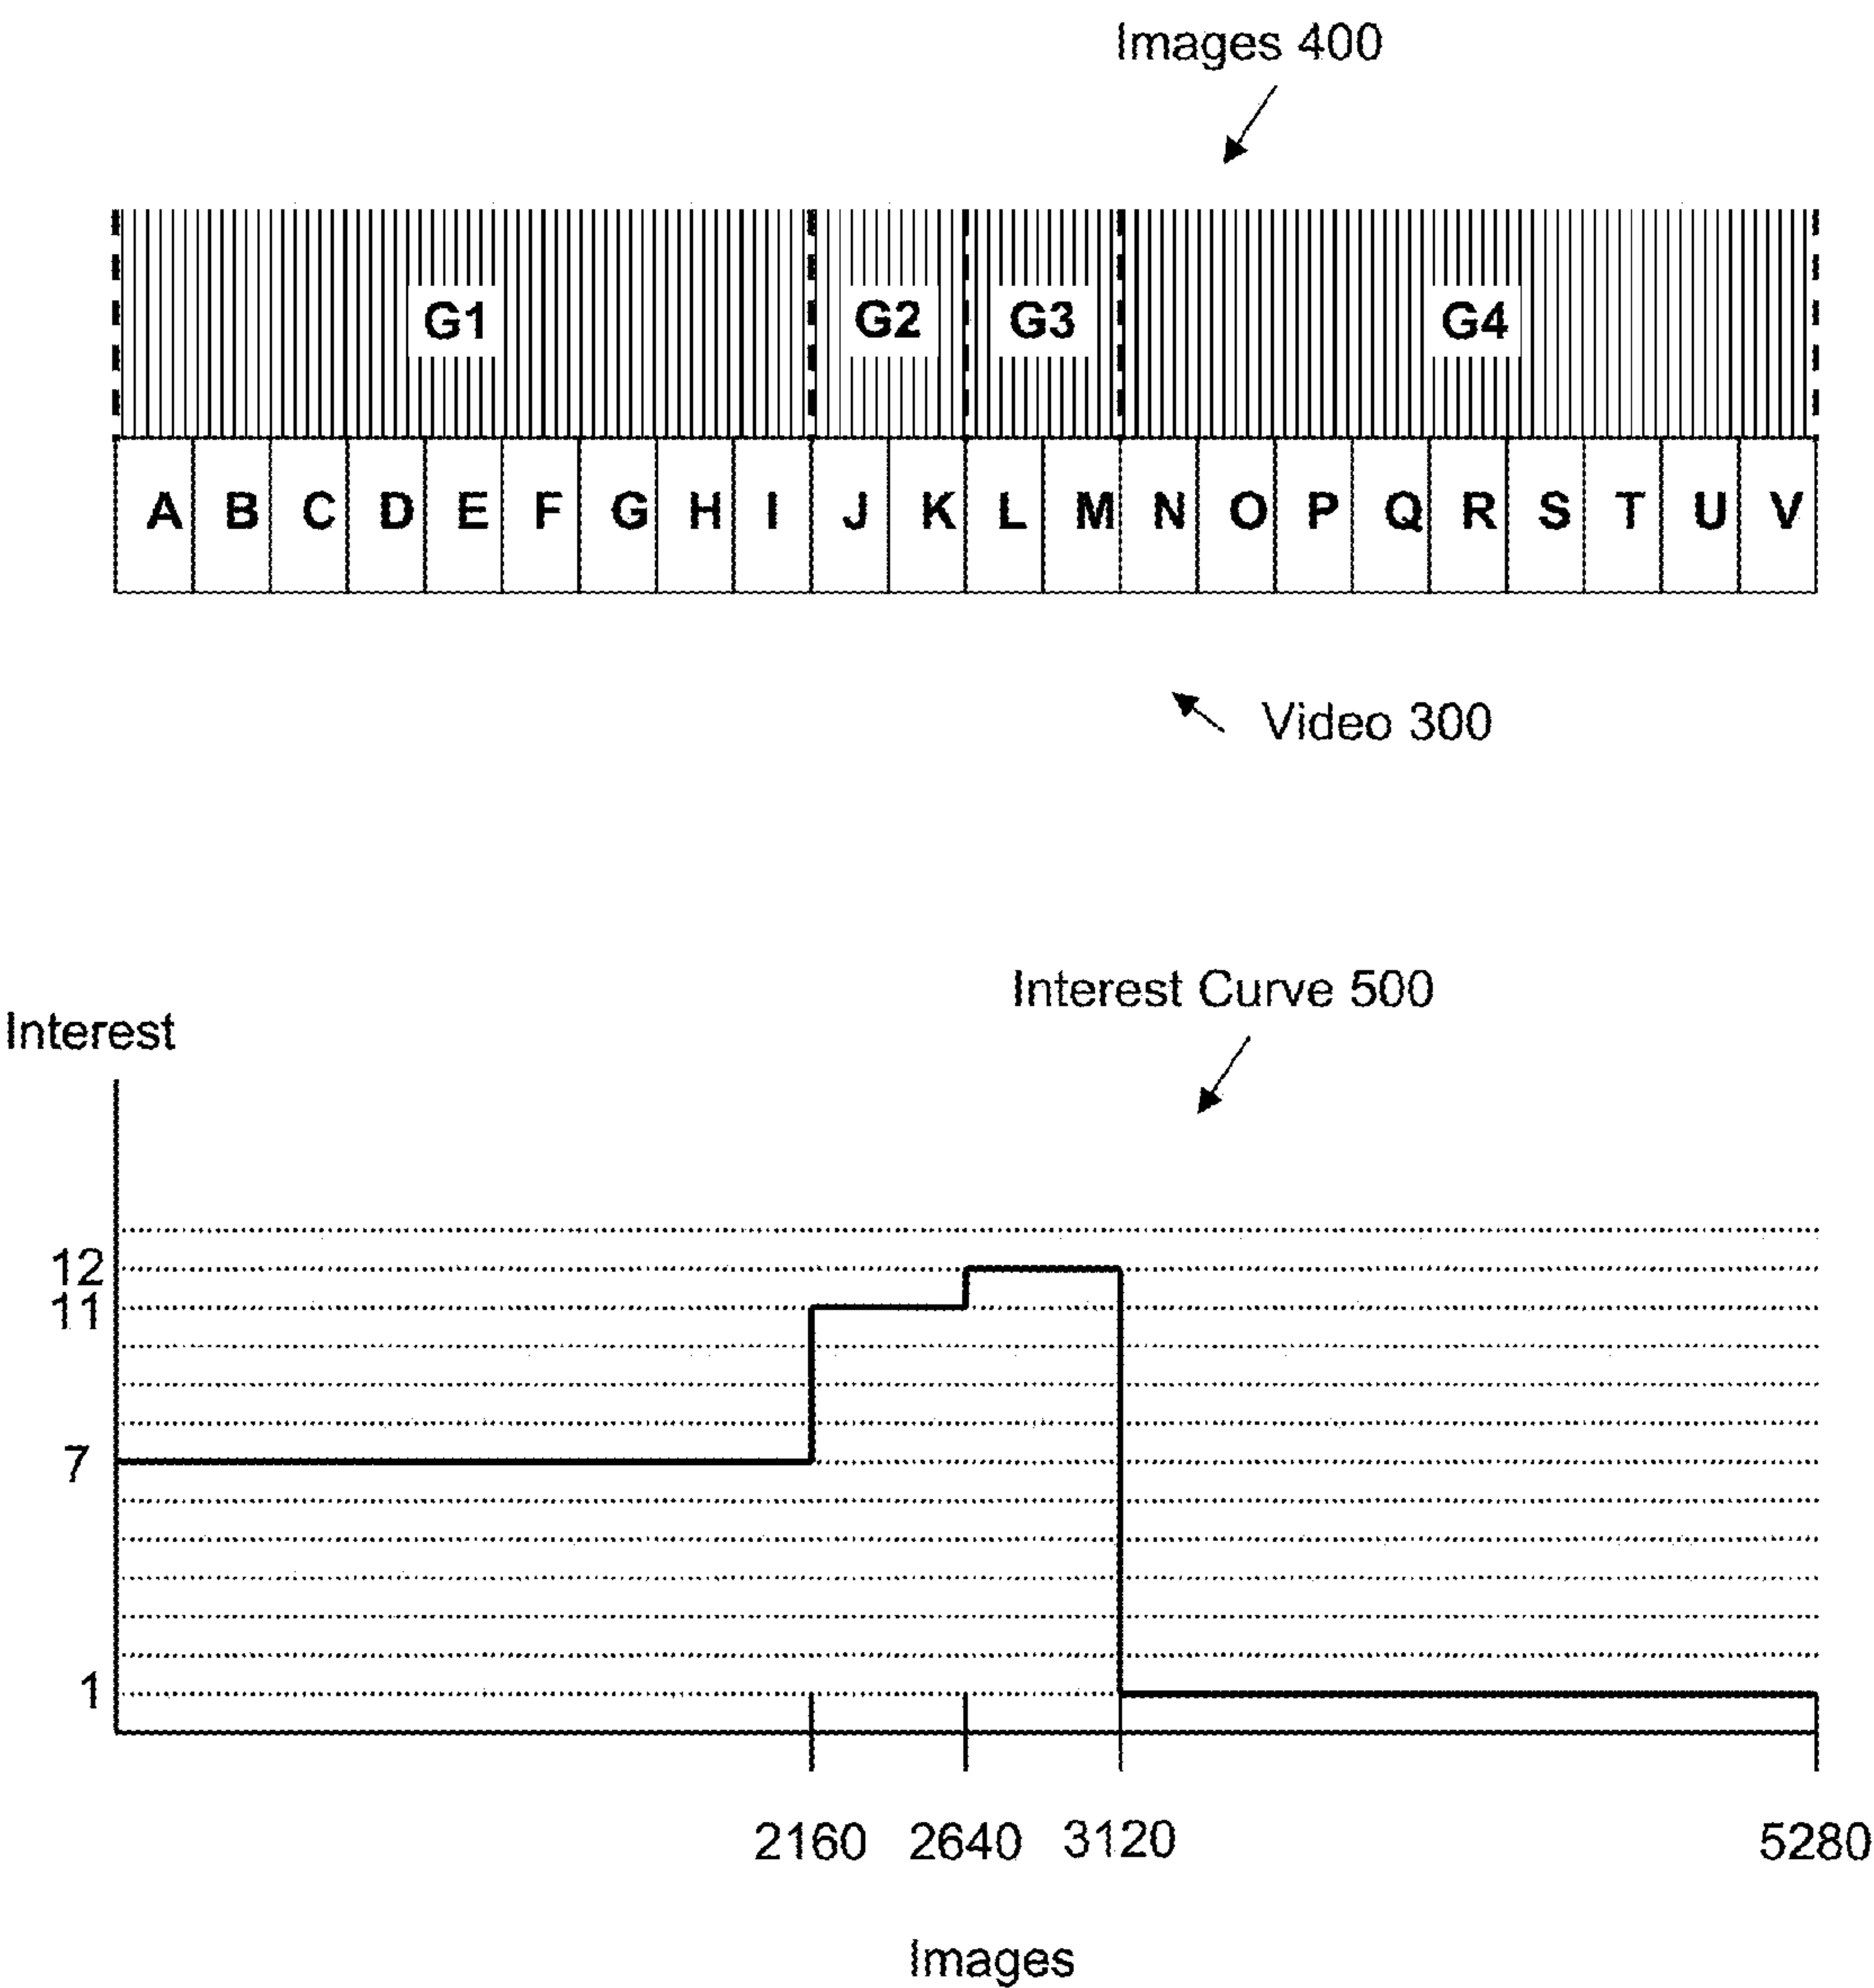 Images 400
G1 G2 G3 G4
A B C D E F G H I J K L M N O P Q R S T U V
Video 300
Interest Curve 500
Interest
12
11
7
1
2160 2640 3120 5280
Images